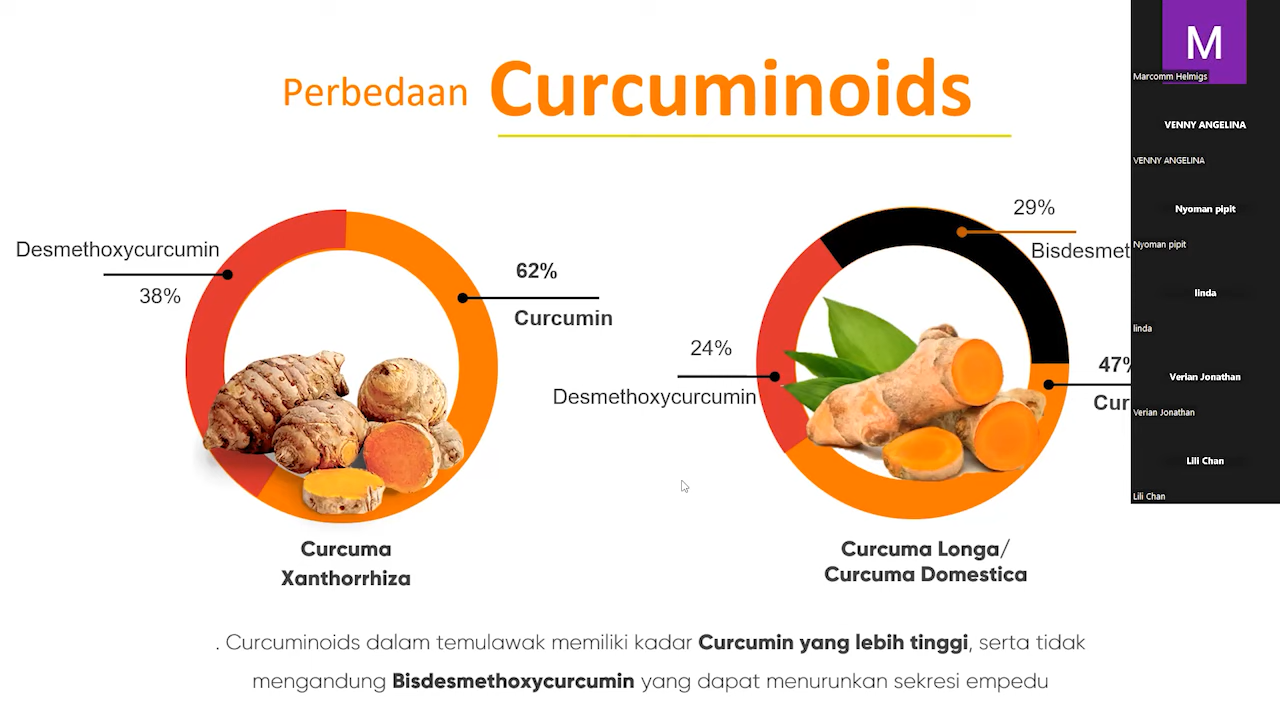 Perbedaan Curcuminoids
Desmethoxycurcumin
38%
62%
Curcumin
Curcuma
Xanthorrhiza
29%
Bisdesmet
24%
Desmethoxycurcumin
47%
Cur
Curcuma Longa/
Curcuma Domestica
. Curcuminoids dalam temulawak memiliki kadar Curcumin yang lebih tinggi, serta tidak
mengandung Bisdesmethoxycurcumin yang dapat menurunkan sekresi empedu
M
Marcomm Helmigs
VENNY ANGELINA
VENNY ANGELINA
Nyoman pipit
Nyoman pipit
linda
linda
Verian Jonathan
Verian Jonathan
Lili Chan
Lili Chan